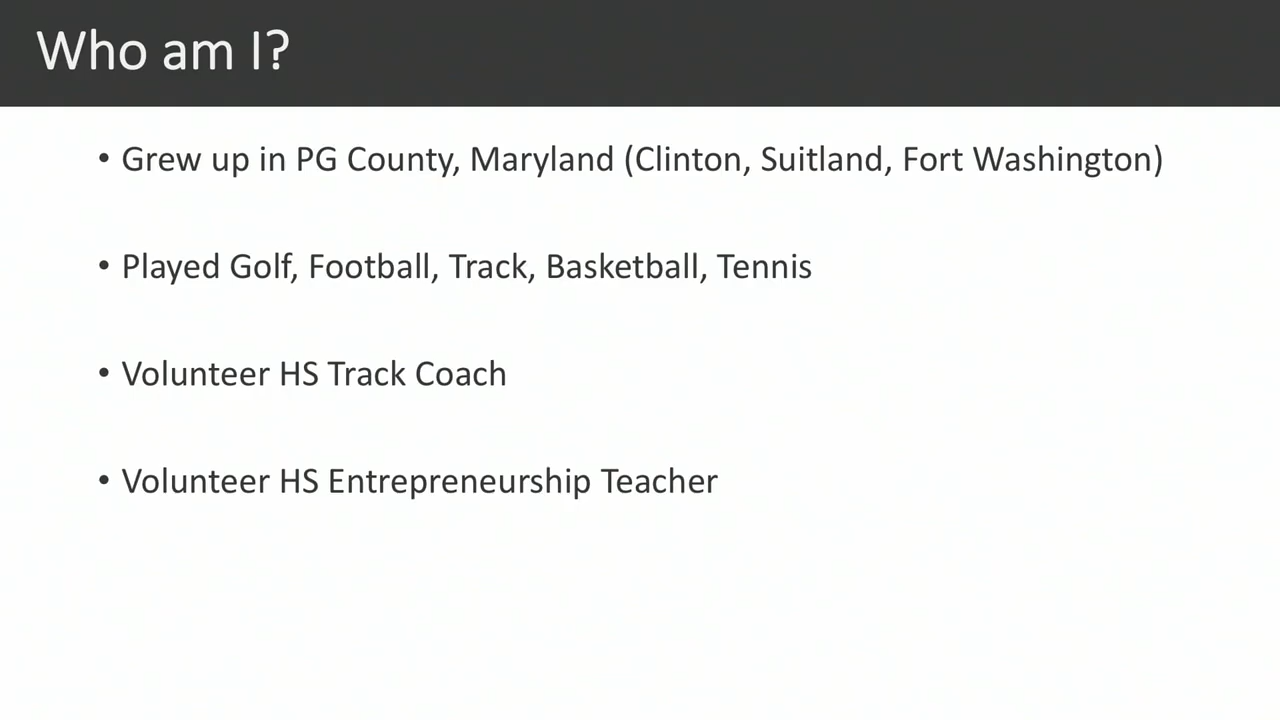 Who am I?
• Grew up in PG County, Maryland (Clinton, Suitland, Fort Washington)
• Played Golf, Football, Track, Basketball, Tennis
• Volunteer HS Track Coach
• Volunteer HS Entrepreneurship Teacher